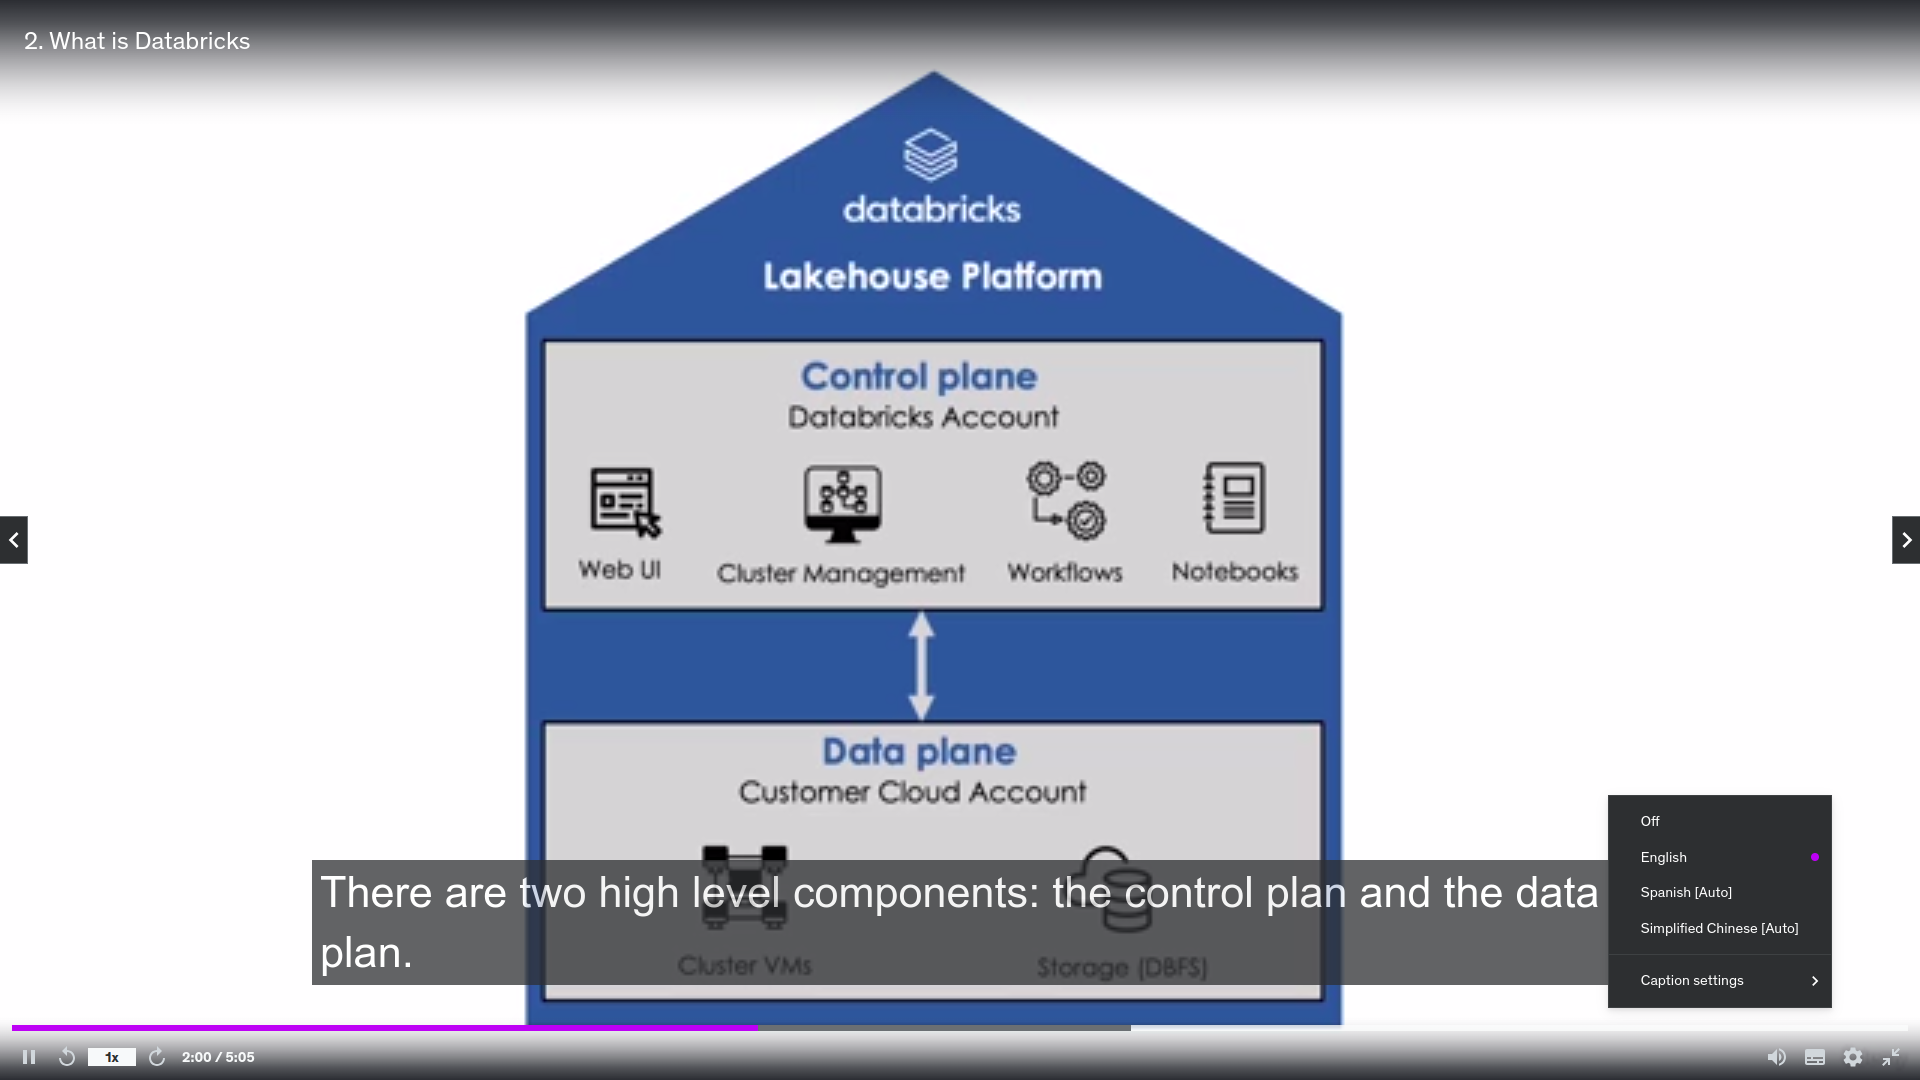 2. What is Databricks
databricks
Lakehouse Platform
Control plane
Databricks Account
Web UI
Cluster Management
Workflows
Notebooks
Data plane
Customer Cloud Account
Cluster VMs
Storage (DBFS)
There are two high level components: the control plan and the data
plan.
Off
English
Spanish [Auto]
Simplified Chinese [Auto]
Caption settings
1x
2:00 / 5:05